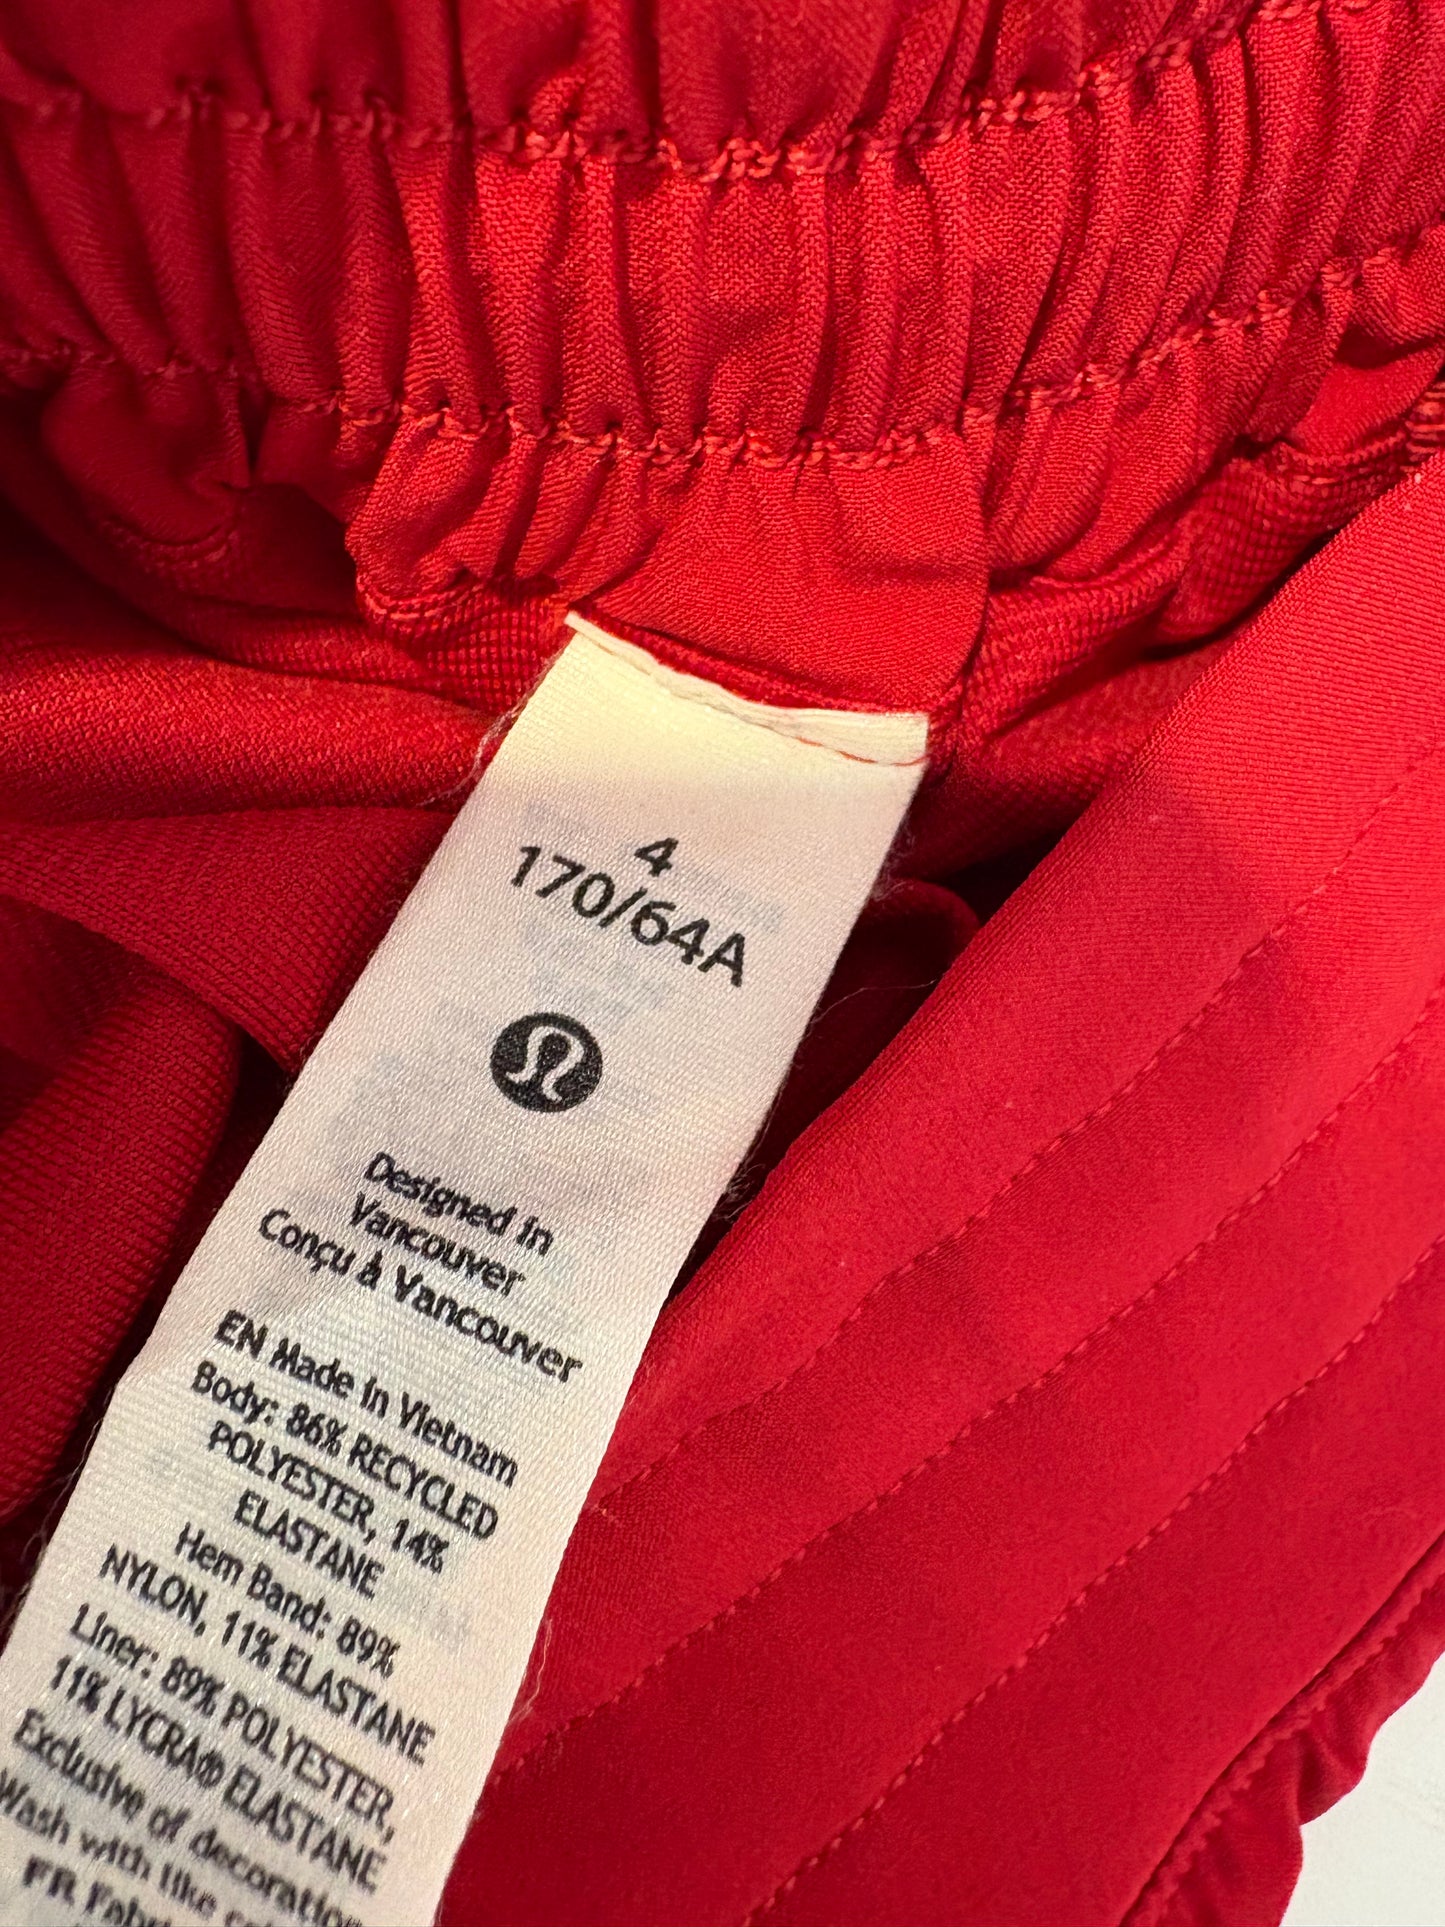 4
170/64A
Designed in
Vancouver
Conçu à Vancouver
EN Made in Vietnam
Body: 86% RECYCLED
POLYESTER, 14%
ELASTANE
Hem Band: 89%
NYLON, 11% ELASTANE
Liner: 89% POLYESTER,
11% LYCRA® ELASTANE
Exclusive of decoration
Wash with like
FR